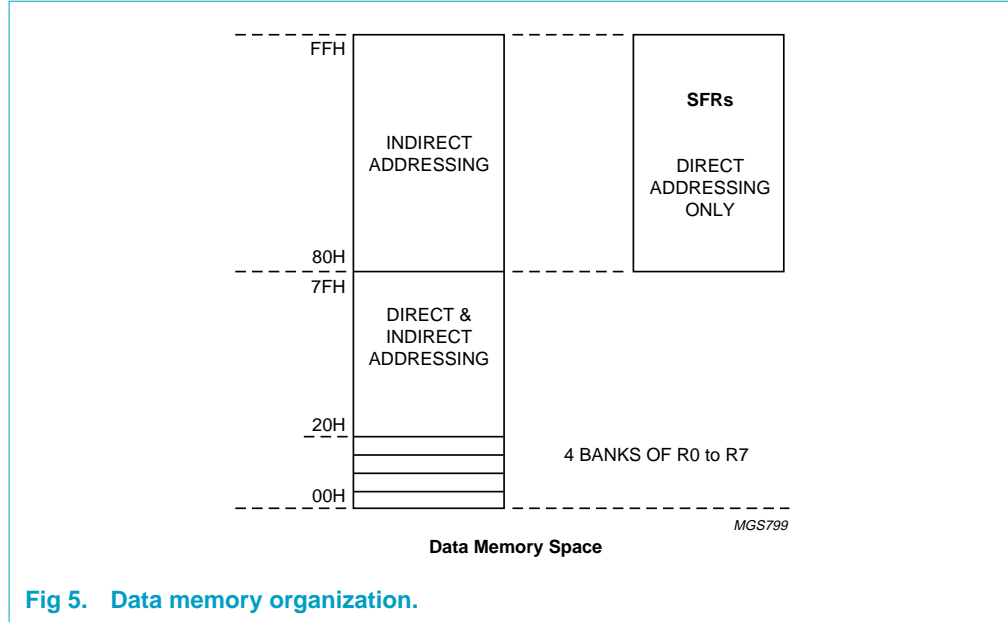 FFH
SFRs
INDIRECT
ADDRESSING
DIRECT
ADDRESSING
ONLY
80H
7FH
DIRECT &
INDIRECT
ADDRESSING
20H
4 BANKS OF R0 to R7
00H
MGS799
Data Memory Space
Fig 5. Data memory organization.